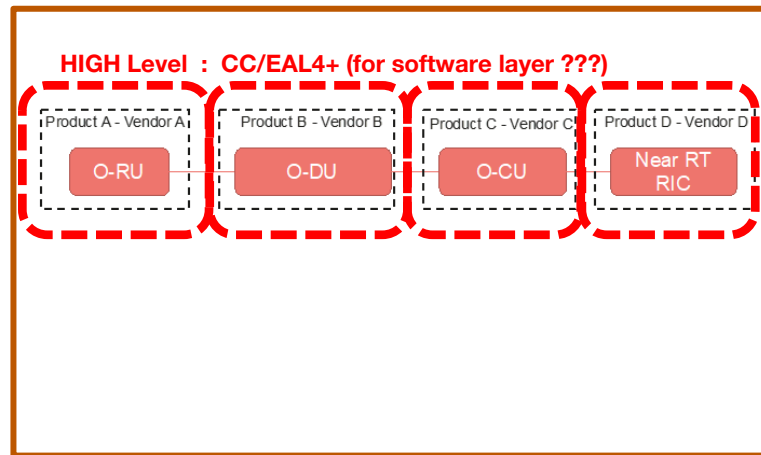 HIGH Level : CC/EAL4+ (for software layer ???)
Product A - Vendor A
Product B - Vendor B
Product C - Vendor C
Product D - Vendor D
O-RU
O-DU
O-CU
Near RT
RIC